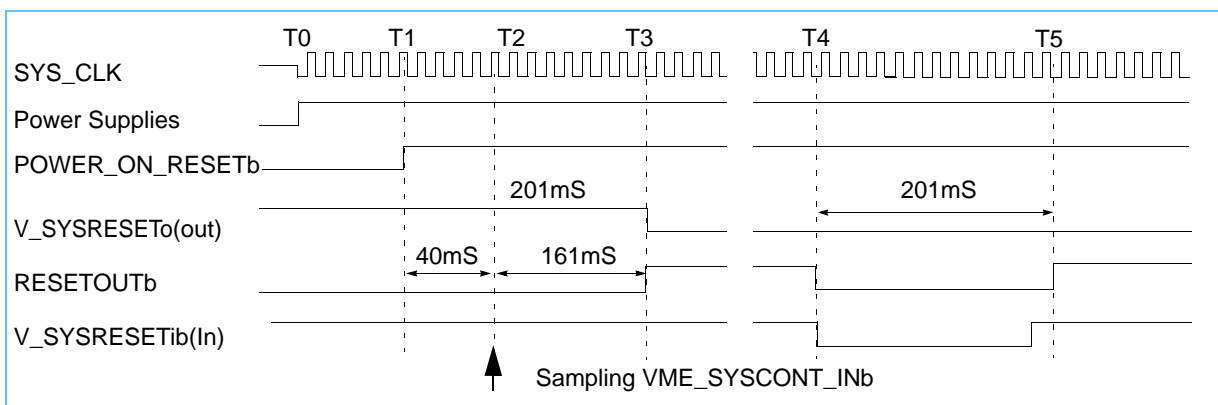 T0 T1 T2 T3 T4 T5
SYS_CLK
Power Supplies
POWER_ON_RESETb
201mS 201mS
V_SYSRESETo(out)
40mS 161mS
RESETOUTb
V_SYSRESETib(In)
Sampling VME_SYSCONT_INb